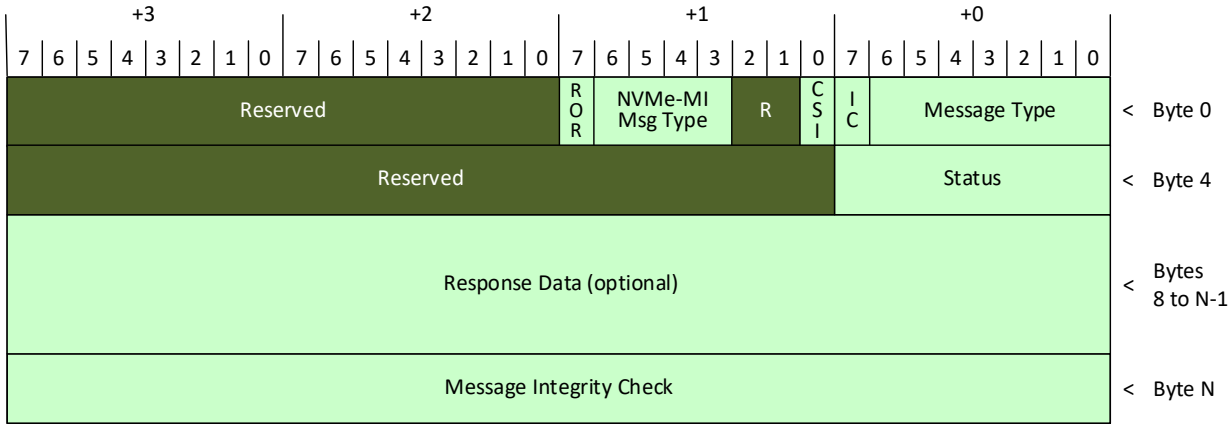 +3 +2 +1 +0
7 6 5 4 3 2 1 0 7 6 5 4 3 2 1 0 7 6 5 4 3 2 1 0 7 6 5 4 3 2 1 0
Reserved
R
O
R
NVMe-MI
Msg Type
R
C
S
I
I
C
Message Type
< Byte 0
Reserved
Status
< Byte 4
Response Data (optional)
< Bytes
8 to N-1
Message Integrity Check
< Byte N